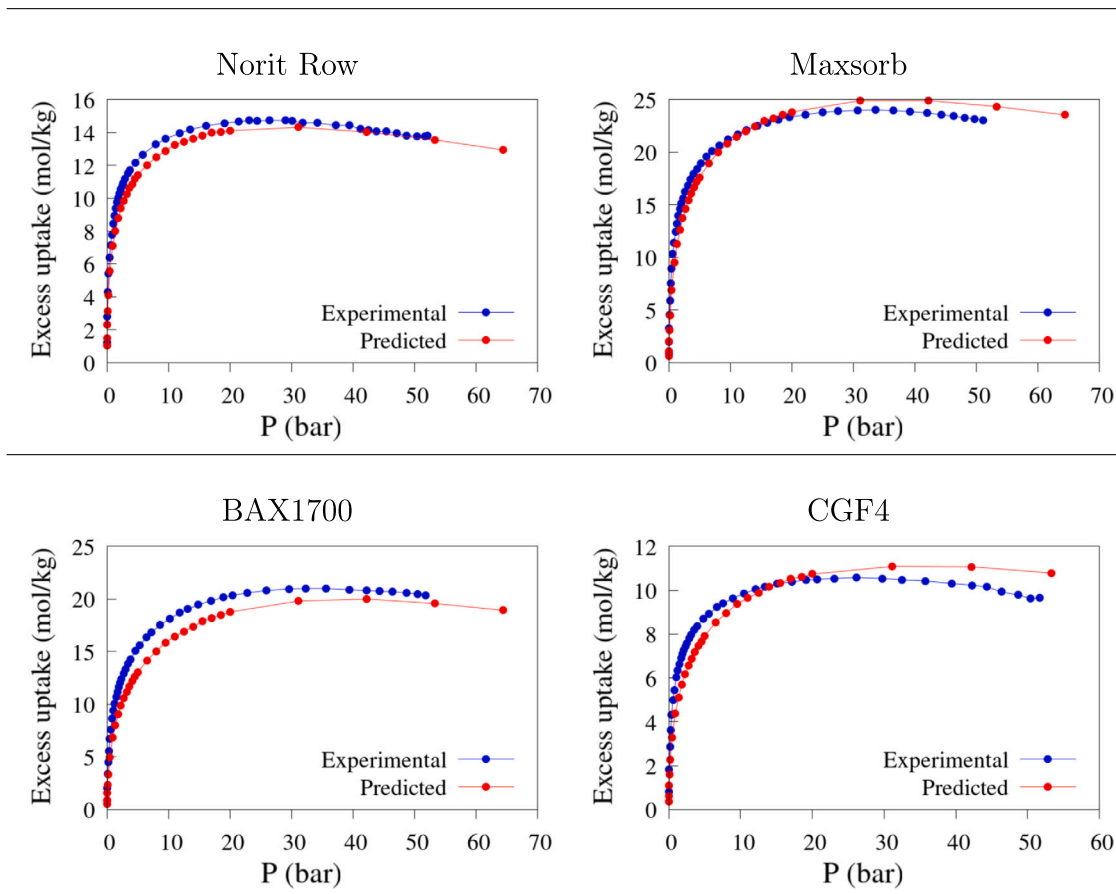 Norit Row
Excess uptake (mol/kg)
16
14
12
10
8
6
4
2
0
Experimental
Predicted
0 10 20 30 40 50 60 70
P (bar)
Maxsorb
Excess uptake (mol/kg)
25
20
15
10
5
0
Experimental
Predicted
0 10 20 30 40 50 60 70
P (bar)
BAX1700
Excess uptake (mol/kg)
25
20
15
10
5
0
Experimental
Predicted
0 10 20 30 40 50 60 70
P (bar)
CGF4
Excess uptake (mol/kg)
12
10
8
6
4
2
0
Experimental
Predicted
0 10 20 30 40 50 60
P (bar)